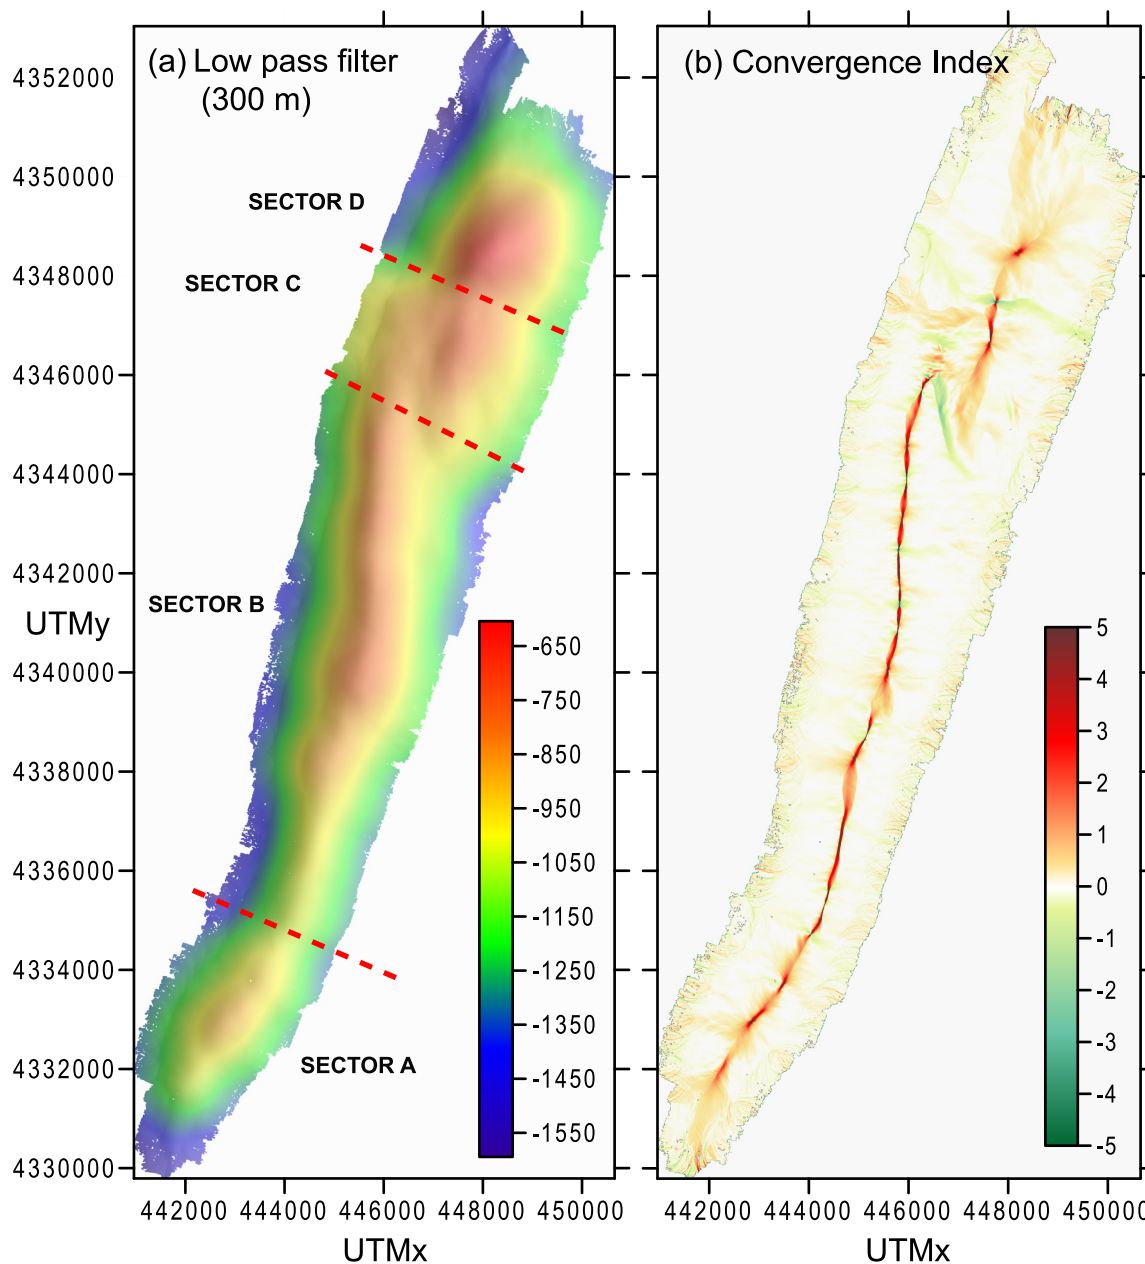 (a) Low pass filter
(300 m)
(b) Convergence Index
4352000
4350000
4348000
4346000
4344000
4342000
UTMy
4340000
4338000
4336000
4334000
4332000
4330000
SECTOR D
SECTOR C
SECTOR B
SECTOR A
-650
-750
-850
-950
-1050
-1150
-1250
-1350
-1450
-1550
5
4
3
2
1
0
-1
-2
-3
-4
-5
442000 444000 446000 448000 450000
UTMx
442000 444000 446000 448000 450000
UTMx